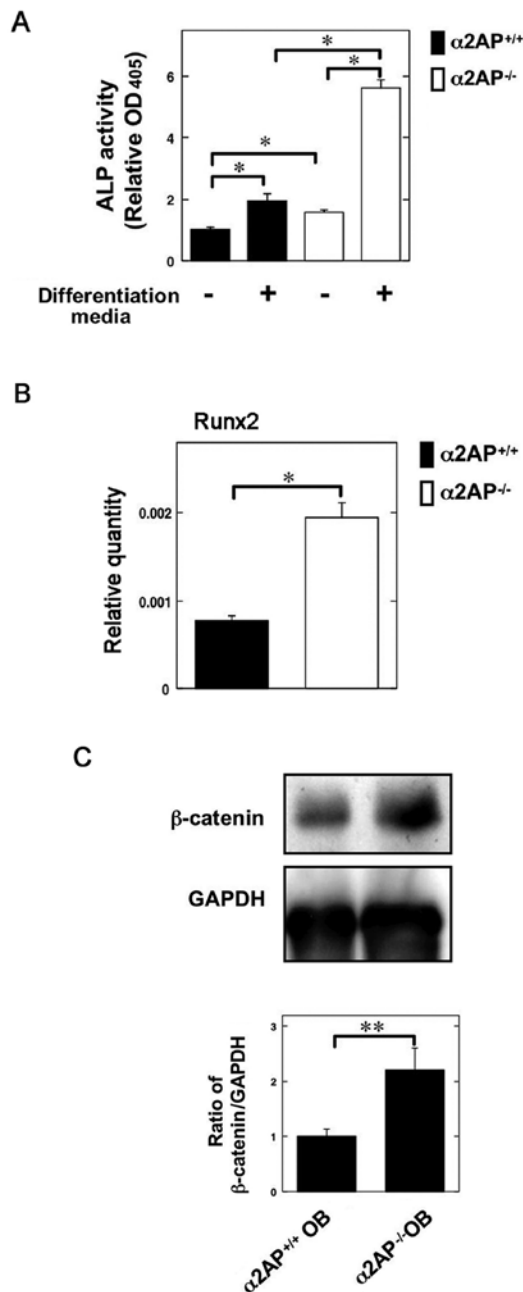 A
α2AP+/+
α2AP-/-
ALP activity
(Relative OD405)
6
4
2
0
*
*
*
*
Differentiation
media
- + - +
B
Runx2
α2AP+/+
α2AP-/-
Relative quantity
0.002
0.001
0
*
C
β-catenin
GAPDH
Ratio of
β-catenin/GAPDH
3
2
1
0
**
α2AP+/+ OB
α2AP-/-OB